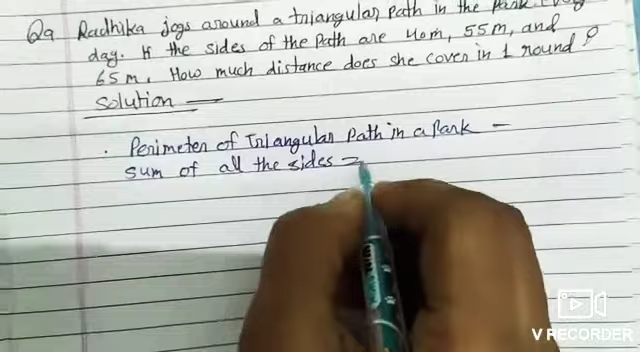 Q9 Radhika jogs around a triangular path in the park every
day. If the sides of the path are 40m, 55m, and
65m. How much distance does she cover in 1 round?
Solution —
. Perimeter of Triangular path in a park –
sum of all the sides =
V RECORDER